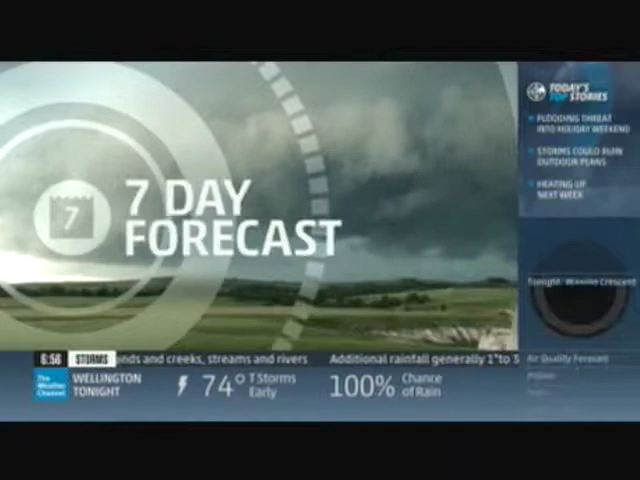 TODAY'S
TOP STORIES
FLOODING THREAT
INTO HOLIDAY WEEKEND
STORMS COULD RUIN
OUTDOOR PLANS
HEATING UP
NEXT WEEK
7
7 DAY
FORECAST
Tonight: Waxing Crescent
6:56 STORMS onds and creeks, streams and rivers Additional rainfall generally 1"to 3
Air Quality Forecast
The
Weather
Channel
WELLINGTON
TONIGHT
74° T Storms
Early
100% Chance
of Rain